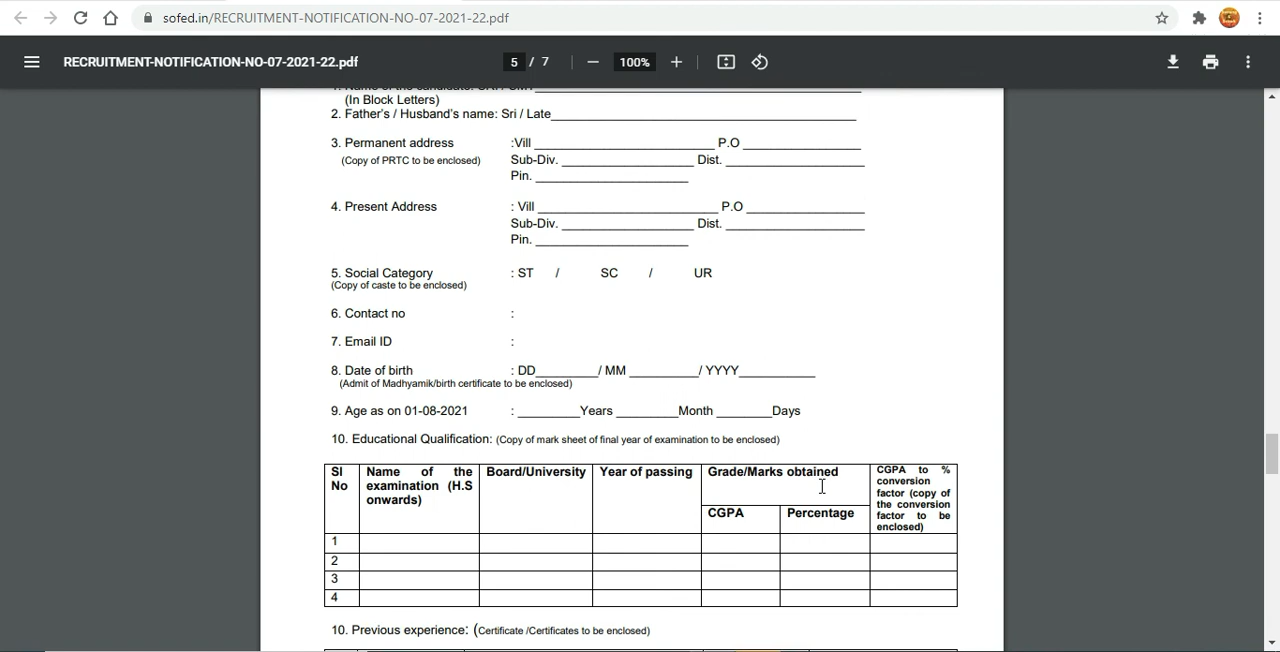 sofed.in/RECRUITMENT-NOTIFICATION-NO-07-2021-22.pdf
RECRUITMENT-NOTIFICATION-NO-07-2021-22.pdf
5 / 7
100%
(In Block Letters)
2. Father's / Husband's name: Sri / Late
3. Permanent address :Vill P.O
(Copy of PRTC to be enclosed) Sub-Div. Dist.
Pin.
4. Present Address : Vill P.O
Sub-Div. Dist.
Pin.
5. Social Category : ST / SC / UR
(Copy of caste to be enclosed)
6. Contact no :
7. Email ID :
8. Date of birth : DD / MM / YYYY
(Admit of Madhyamik/birth certificate to be enclosed)
9. Age as on 01-08-2021 : Years Month Days
10. Educational Qualification: (Copy of mark sheet of final year of examination to be enclosed)
Sl No
Name of the examination (H.S onwards)
Board/University
Year of passing
Grade/Marks obtained
CGPA to % conversion factor (copy of the conversion factor to be enclosed)
CGPA
Percentage
1
2
3
4
10. Previous experience: (Certificate /Certificates to be enclosed)